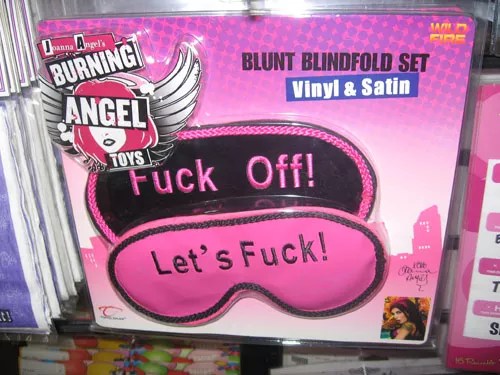 Joanna Angel's
BURNING
ANGEL
TOYS
WILD
FIRE
BLUNT BLINDFOLD SET
Vinyl & Satin
Fuck Off!
Let's Fuck!